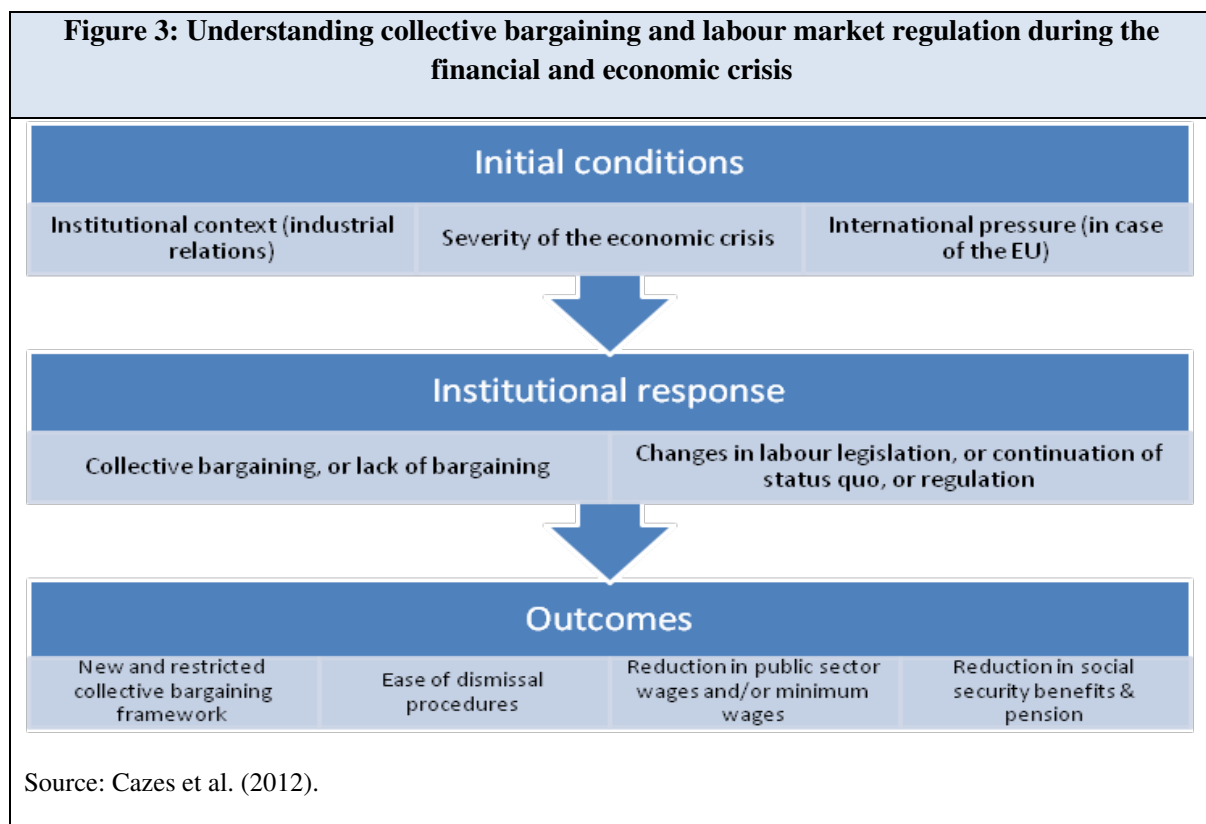 Figure 3: Understanding collective bargaining and labour market regulation during the
financial and economic crisis
Initial conditions
Institutional context (industrial
relations)
Severity of the economic crisis
International pressure (in case
of the EU)
Institutional response
Collective bargaining, or lack of bargaining
Changes in labour legislation, or continuation of
status quo, or regulation
Outcomes
New and restricted
collective bargaining
framework
Ease of dismissal
procedures
Reduction in public sector
wages and/or minimum
wages
Reduction in social
security benefits &
pension
Source: Cazes et al. (2012).